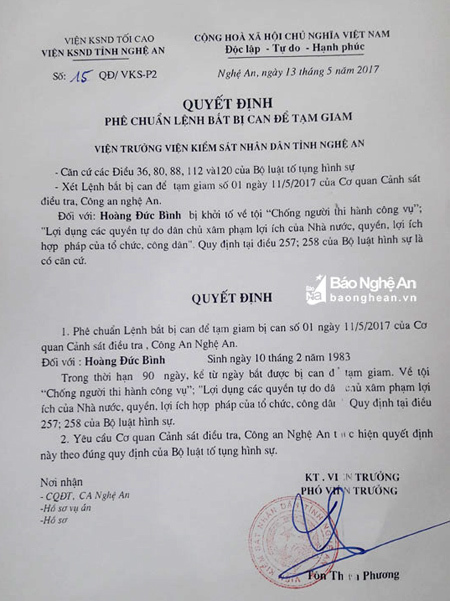 VIỆN KSND TỐI CAO
VIỆN KSND TỈNH NGHỆ AN
CỘNG HOÀ XÃ HỘI CHỦ NGHĨA VIỆT NAM
Độc lập - Tự do - Hạnh phúc
Số: 15 QĐ/ VKS-P2
Nghệ An, ngày 13 tháng 5 năm 2017
QUYẾT ĐỊNH
PHÊ CHUẨN LỆNH BẮT BỊ CAN ĐỂ TẠM GIAM
VIỆN TRƯỞNG VIỆN KIỂM SÁT NHÂN DÂN TỈNH NGHỆ AN
- Căn cứ các Điều 36, 80, 88, 112 và120 của Bộ luật tố tụng hình sự
- Xét Lệnh bắt bị can để tạm giam số 01 ngày 11/5/2017 của Cơ quan Cảnh sát
điều tra, Công an nghệ An.
Đối với: Hoàng Đức Bình bị khởi tố về tội “Chống người thi hành công vụ”;
"Lợi dụng các quyền tự do dân chủ xâm phạm lợi ích của Nhà nước, quyền, lợi ích
hợp pháp của tổ chức, công dân". Quy định tại điều 257; 258 của Bộ luật hình sự là
có căn cứ.
Báo Nghệ An
baonghean.vn
QUYẾT ĐỊNH
1. Phê chuẩn Lệnh bắt bị can để tạm giam bị can số 01 ngày 11/5/2017 của Cơ
quan Cảnh sát điều tra , Công An Nghệ An.
Đối với : Hoàng Đức Bình Sinh ngày 10 tháng 2 năm 1983
Trong thời hạn 90 ngày, kể từ ngày bắt được bị can để tạm giam. Về tội
“Chống người thi hành công vụ”; "Lợi dụng các quyền tự do dân chủ xâm phạm lợi
ích của Nhà nước, quyền, lợi ích hợp pháp của tổ chức, công dân" Quy định tại điều
257; 258 của Bộ luật hình sự.
2. Yêu cầu Cơ quan Cảnh sát điều tra, Công an Nghệ An thực hiện quyết định
này theo đúng quy định của Bộ luật tố tụng hình sự.
Nơi nhận
- CQĐT, CA Nghệ An
-Hồ sơ vụ án
-Hồ sơ
KT . VIỆN TRƯỞNG
PHÓ VIỆN TRƯỞNG
Tôn Phương